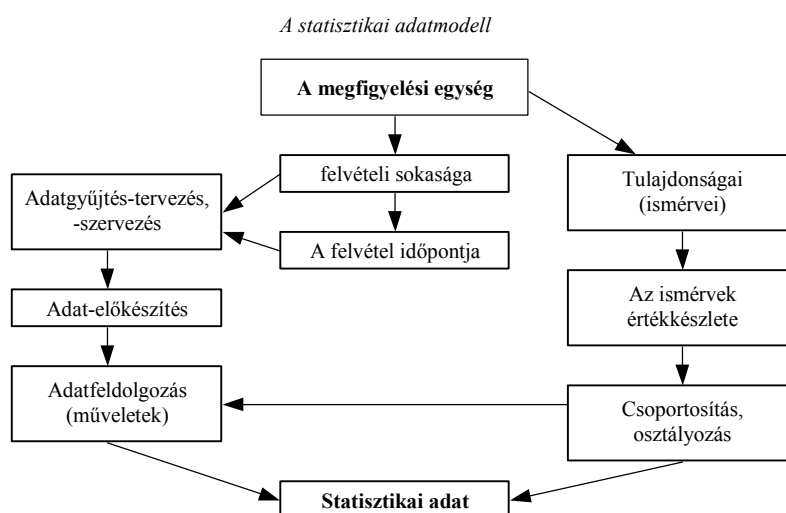 A statisztikai adatmodell
A megfigyelési egység
felvételi sokasága
Adatgyűjtés-tervezés,
-szervezés
Tulajdonságai
(ismérvei)
A felvétel időpontja
Adat-előkészítés
Az ismérvek
értékkészlete
Adatfeldolgozás
(műveletek)
Csoportosítás,
osztályozás
Statisztikai adat